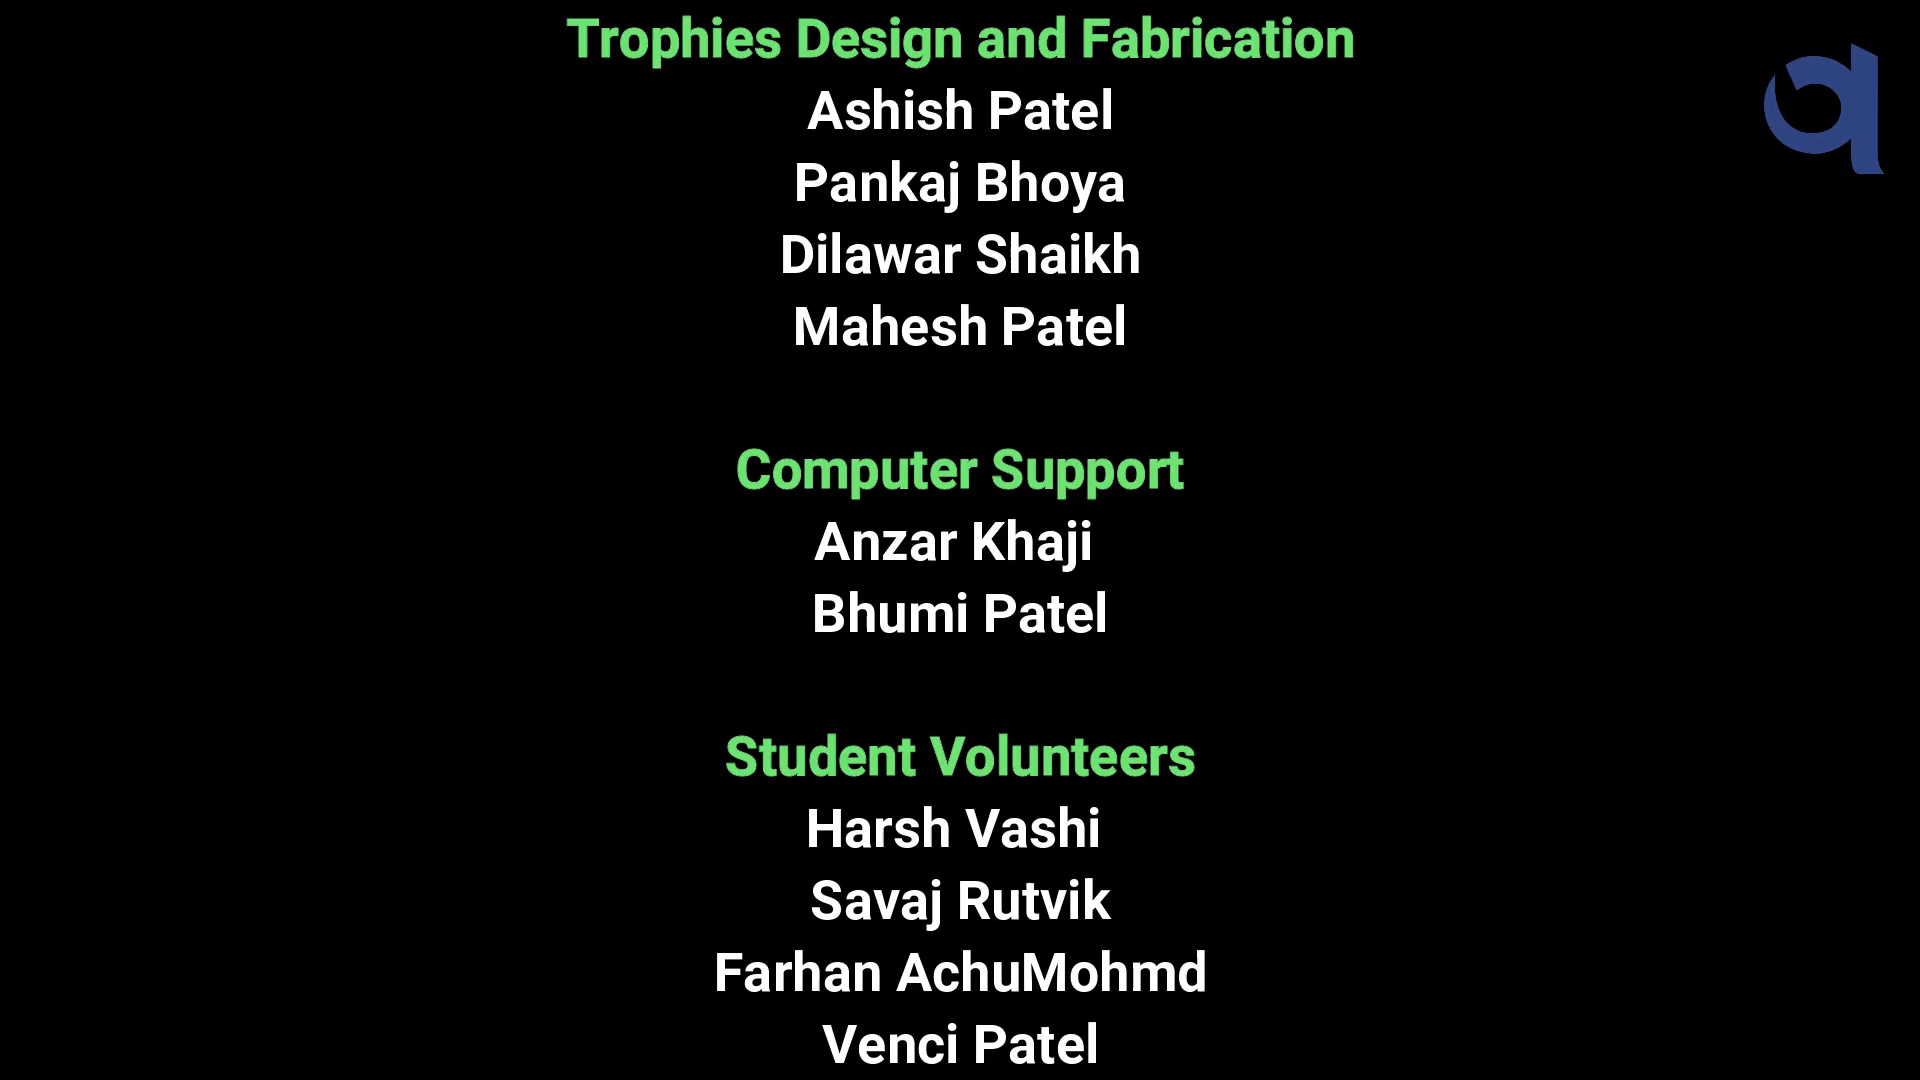 Trophies Design and Fabrication
Ashish Patel
Pankaj Bhoya
Dilawar Shaikh
Mahesh Patel
Computer Support
Anzar Khaji
Bhumi Patel
Student Volunteers
Harsh Vashi
Savaj Rutvik
Farhan AchuMohmd
Venci Patel